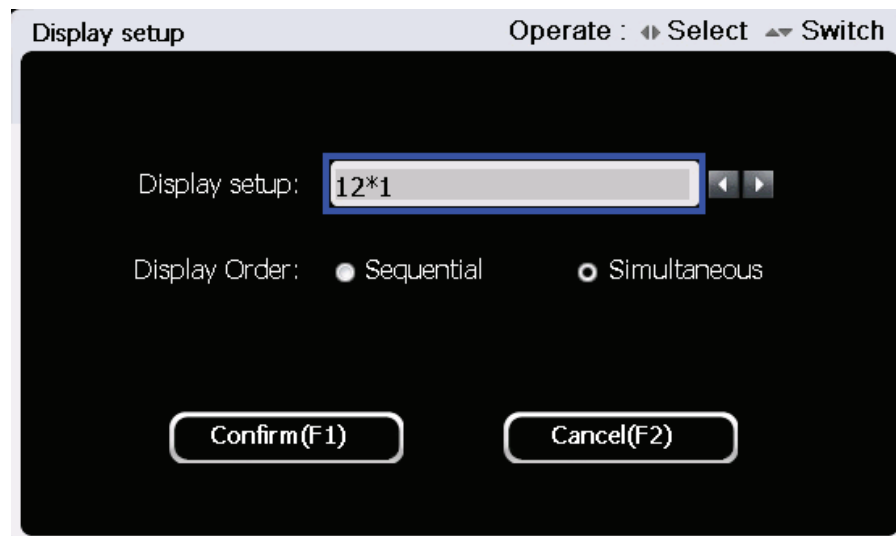 Display setup
Operate : Select Switch
Display setup: 12*1
Display Order: Sequential Simultaneous
Confirm(F1) Cancel(F2)